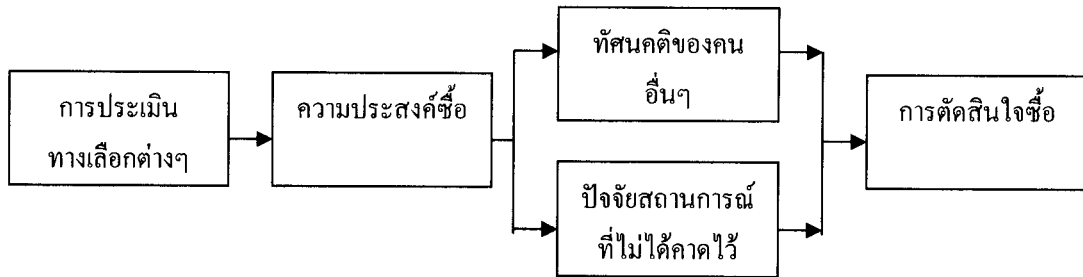 การประเมิน
ทางเลือกต่างๆ
ความประสงค์ซื้อ
ทัศนคติของคน
อื่นๆ
ปัจจัยสถานการณ์
ที่ไม่ได้คาดไว้
การตัดสินใจซื้อ